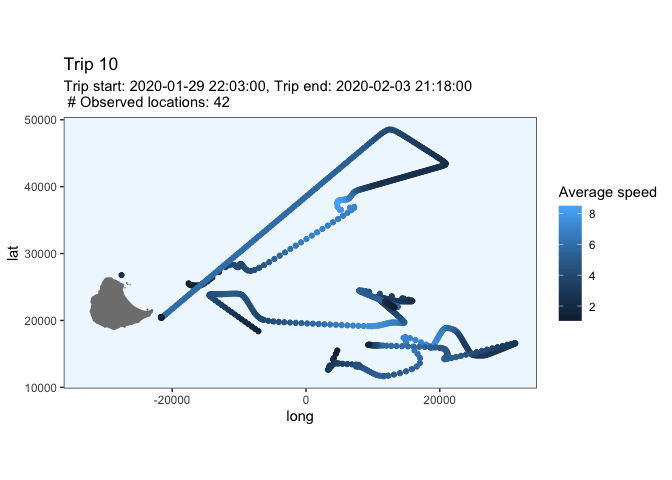 Trip 10
Trip start: 2020-01-29 22:03:00, Trip end: 2020-02-03 21:18:00
# Observed locations: 42
50000
40000
30000
20000
10000
lat
-20000
0
20000
long
Average speed
8
6
4
2